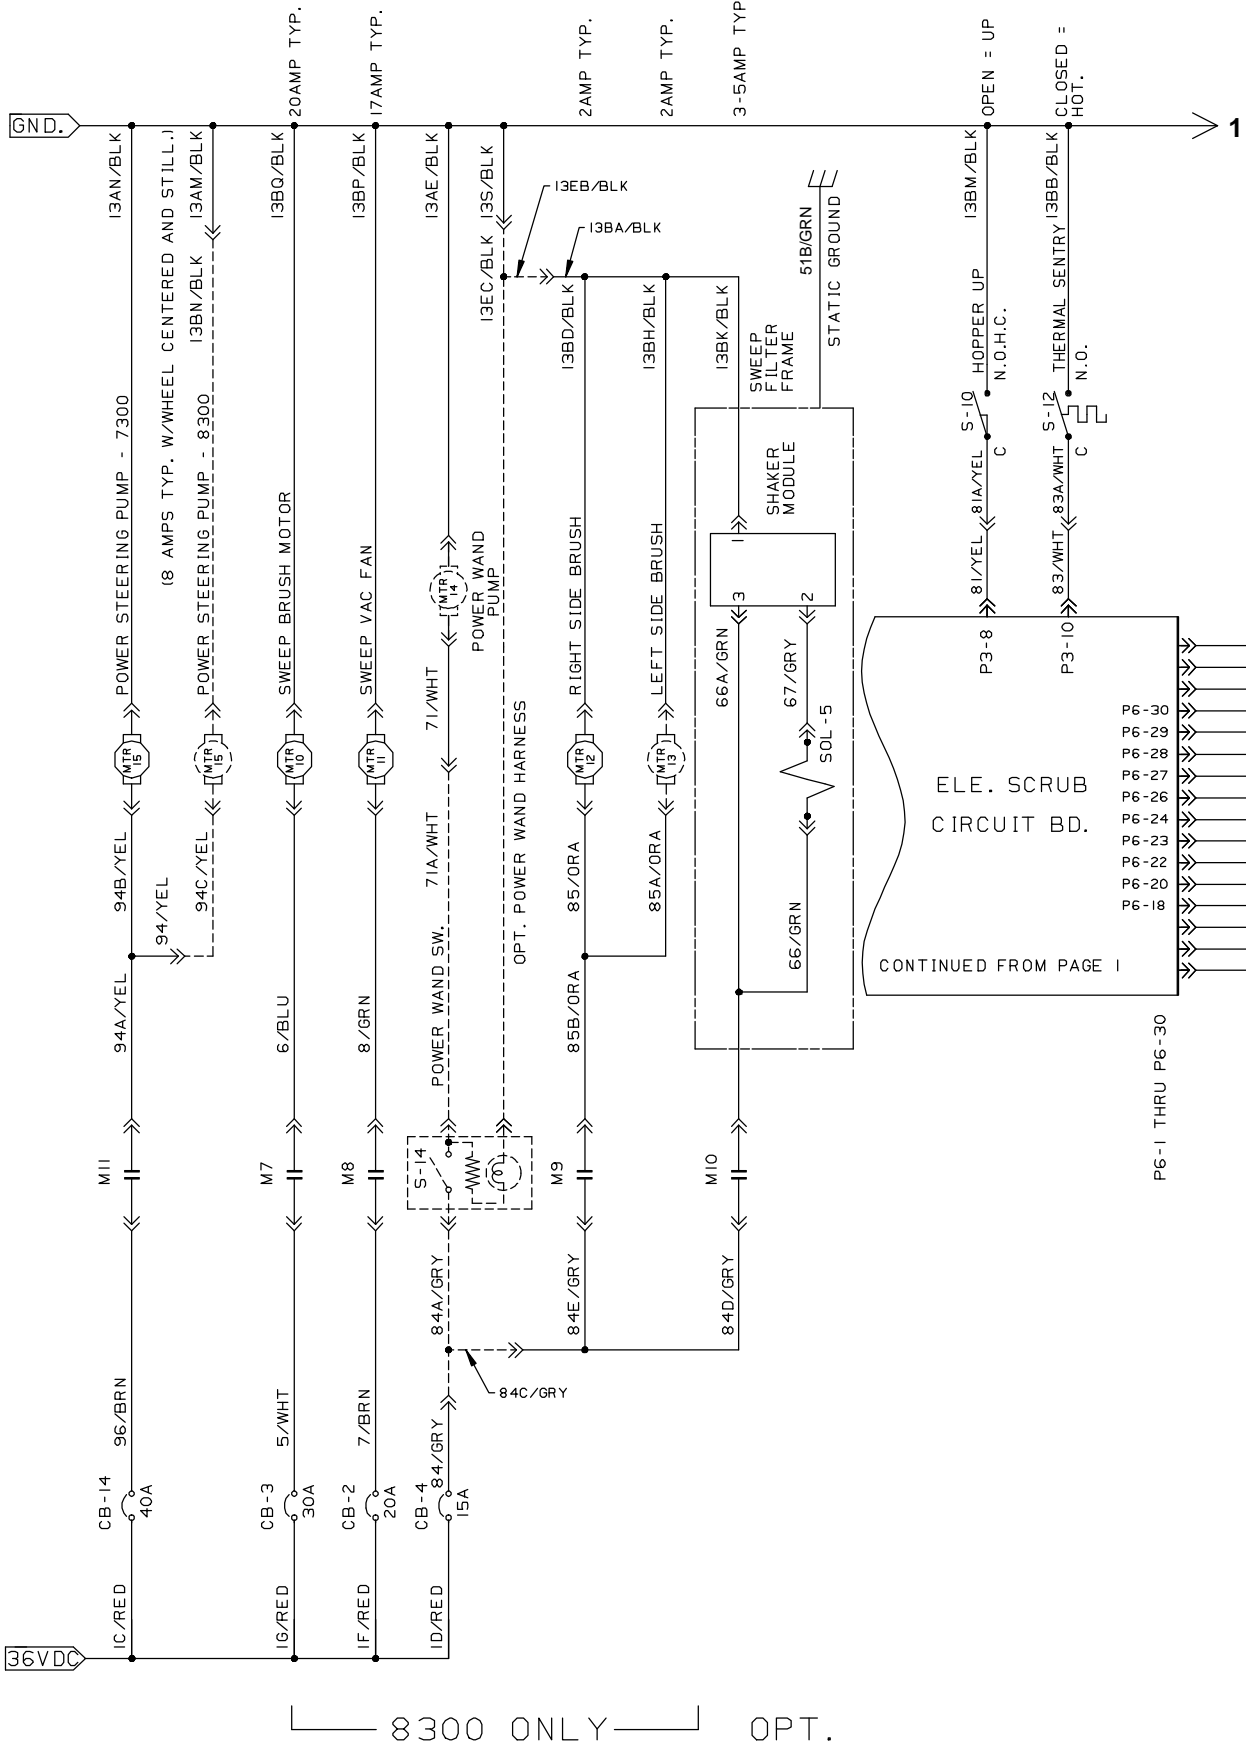 20AMP TYP.
17AMP TYP.
2AMP TYP.
2AMP TYP.
3-5AMP TYP
OPEN = UP
CLOSED =
HOT.
GND.
1
13AN/BLK
(8 AMPS TYP. W/WHEEL CENTERED AND STILL.)
13AM/BLK
13BQ/BLK
13BP/BLK
13AE/BLK
13S/BLK
13EB/BLK
13BA/BLK
13BN/BLK
13EC/BLK
13BD/BLK
13BH/BLK
13BK/BLK
51B/GRN
STATIC GROUND
13BM/BLK
13BB/BLK
HOPPER UP
N.O.H.C.
THERMAL SENTRY
N.O.
S-10
S-12
C
C
81A/YEL
83A/WHT
81/YEL
83/WHT
SWEEP
FILTER
FRAME
SHAKER
MODULE
1
3
2
66A/GRN
67/GRY
SOL-5
66/GRN
POWER STEERING PUMP - 7300
POWER STEERING PUMP - 8300
SWEEP BRUSH MOTOR
SWEEP VAC FAN
MTR
14
POWER WAND
PUMP
RIGHT SIDE BRUSH
LEFT SIDE BRUSH
71/WHT
OPT. POWER WAND HARNESS
MTR
15
MTR
15
MTR
10
MTR
11
MTR
12
MTR
13
94B/YEL
94/YEL
94C/YEL
71A/WHT
85/ORA
85A/ORA
94A/YEL
6/BLU
8/GRN
POWER WAND SW.
85B/ORA
P3-8
P3-10
P6-30
P6-29
P6-28
P6-27
P6-26
P6-24
P6-23
P6-22
P6-20
P6-18
ELE. SCRUB
CIRCUIT BD.
CONTINUED FROM PAGE 1
P6-1 THRU P6-30
M11
M7
M8
S-14
M9
M10
84A/GRY
84E/GRY
84D/GRY
84C/GRY
96/BRN
5/WHT
7/BRN
84/GRY
CB-14
40A
CB-3
30A
CB-2
20A
CB-4
15A
1C/RED
1G/RED
1F/RED
1D/RED
36VDC
8300 ONLY
OPT.